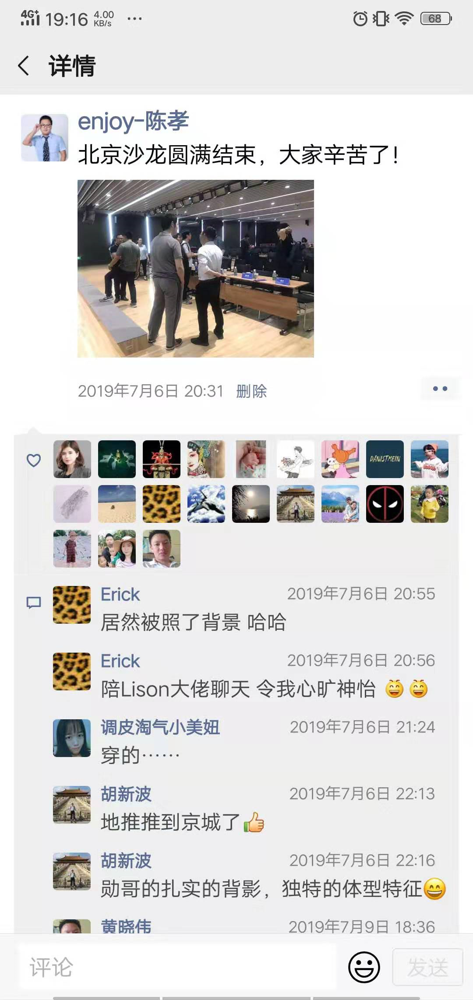 4G+ 19:16 4.00 KB/s ... 68
详情
enjoy-陈孝
北京沙龙圆满结束，大家辛苦了！
2019年7月6日 20:31 删除
DANISTMEIN
Erick 2019年7月6日 20:55
居然被照了背景 哈哈
Erick 2019年7月6日 20:56
陪Lison大佬聊天 令我心旷神怡 😄😄
调皮淘气小美妞 2019年7月6日 21:24
穿的……
胡新波 2019年7月6日 22:13
地推推到京城了👍
胡新波 2019年7月6日 22:16
勋哥的扎实的背影，独特的体型特征😄
黄晓伟 2019年7月9日 18:36
评论 发送